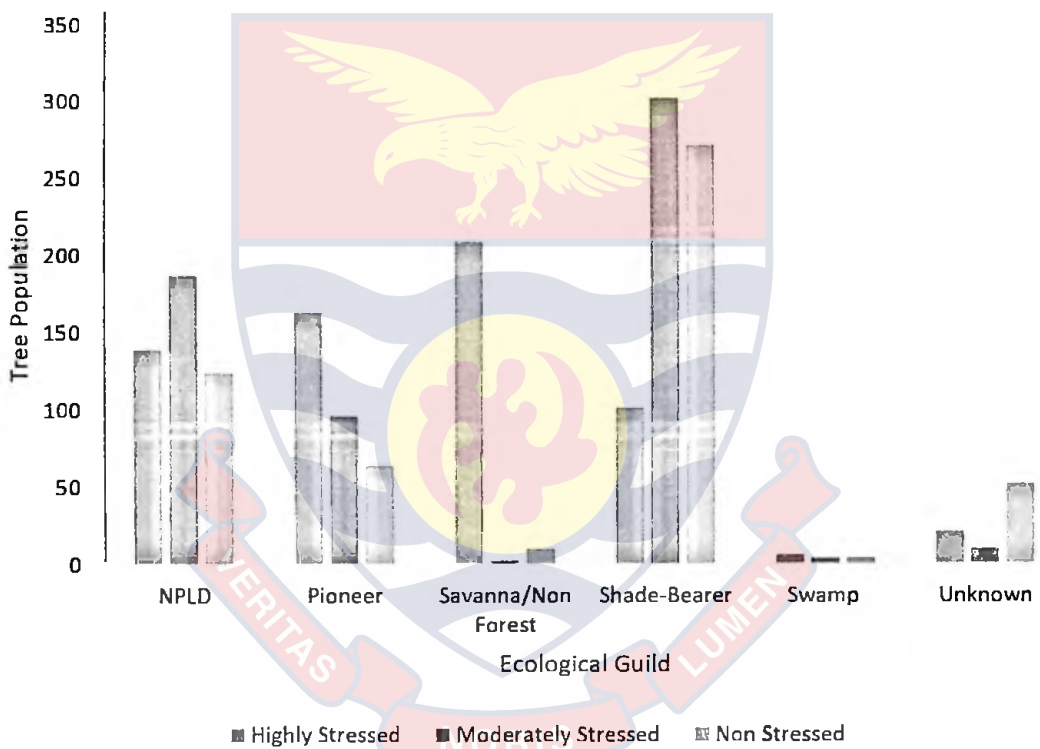 350
300
250
200
150
100
50
0
Tree Population
NPLD
Pioneer
Savanna/Non
Forest
Shade-Bearer
Swamp
Unknown
Ecological Guild
Highly Stressed
Moderately Stressed
Non Stressed
VERITAS
NOBIS
LUMEN